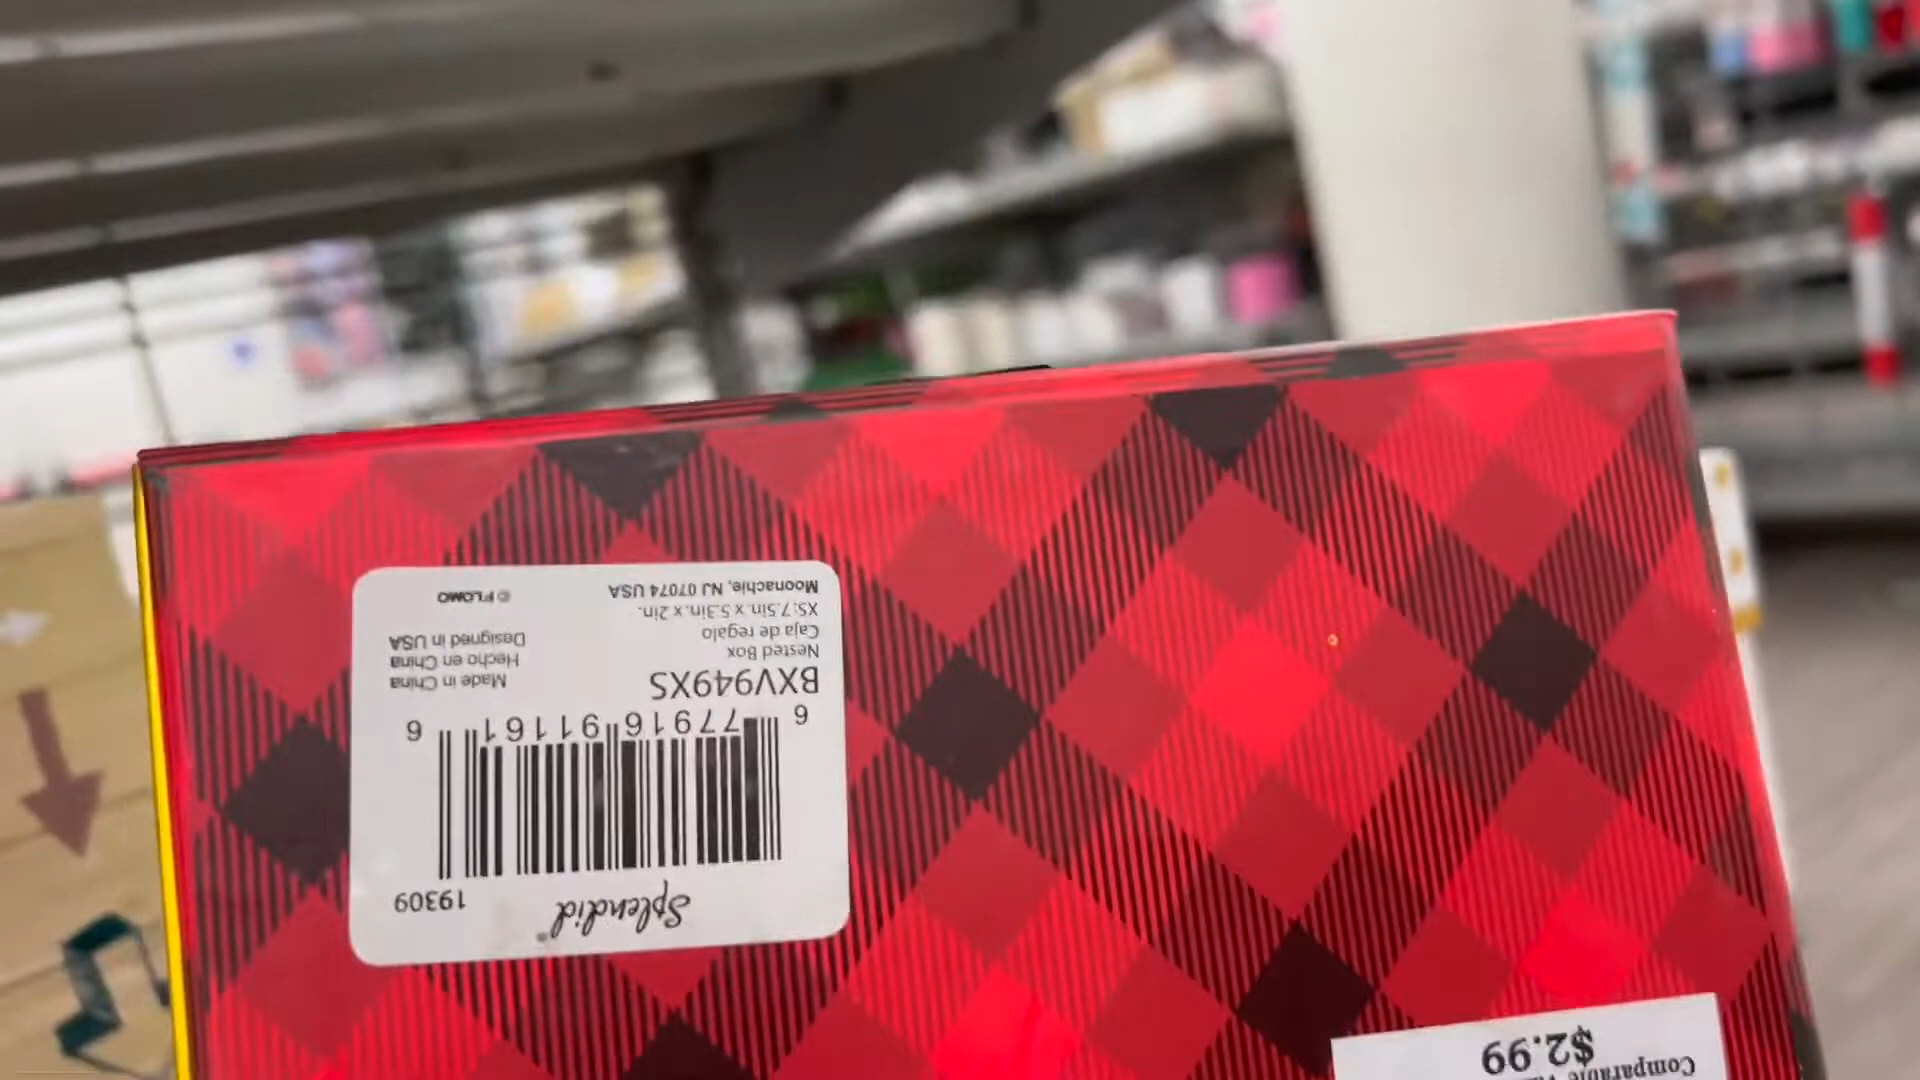 Splendid®
19309
6 77916 91161 6
BXV949XS
Nested Box
Caja de regalo
XS:7.5in. x 5.3in. x 2in.
Moonachie, NJ 07074 USA
Made in China
Hecho en China
Designed in USA
© FLOMO
Comparable
$2.99